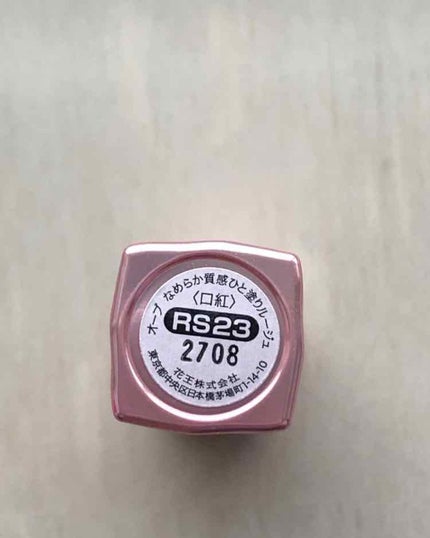 オーブ なめらか質感ひと塗りルージュ
〈口紅〉
RS23
2708
花王株式会社
東京都中央区日本橋茅場町1-14-10